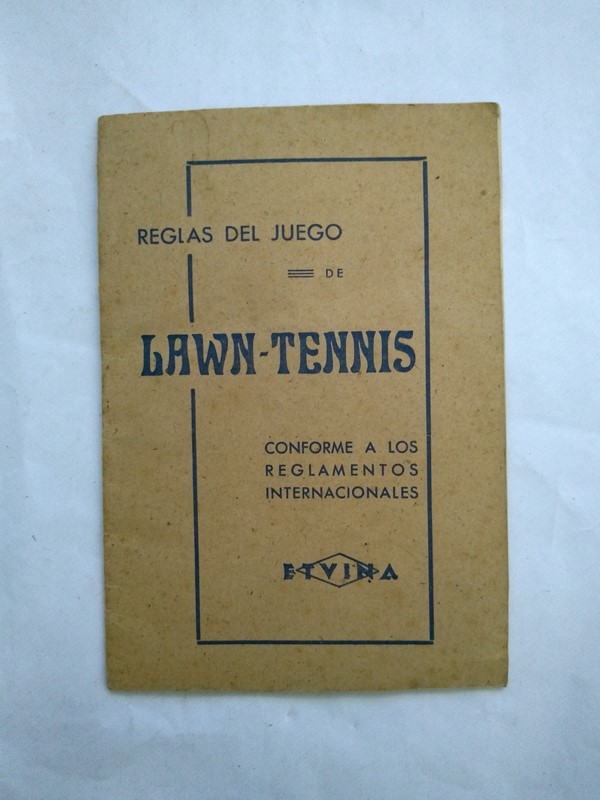 REGLAS DEL JUEGO
DE
LAWN-TENNIS
CONFORME A LOS
REGLAMENTOS
INTERNACIONALES
ETVINA